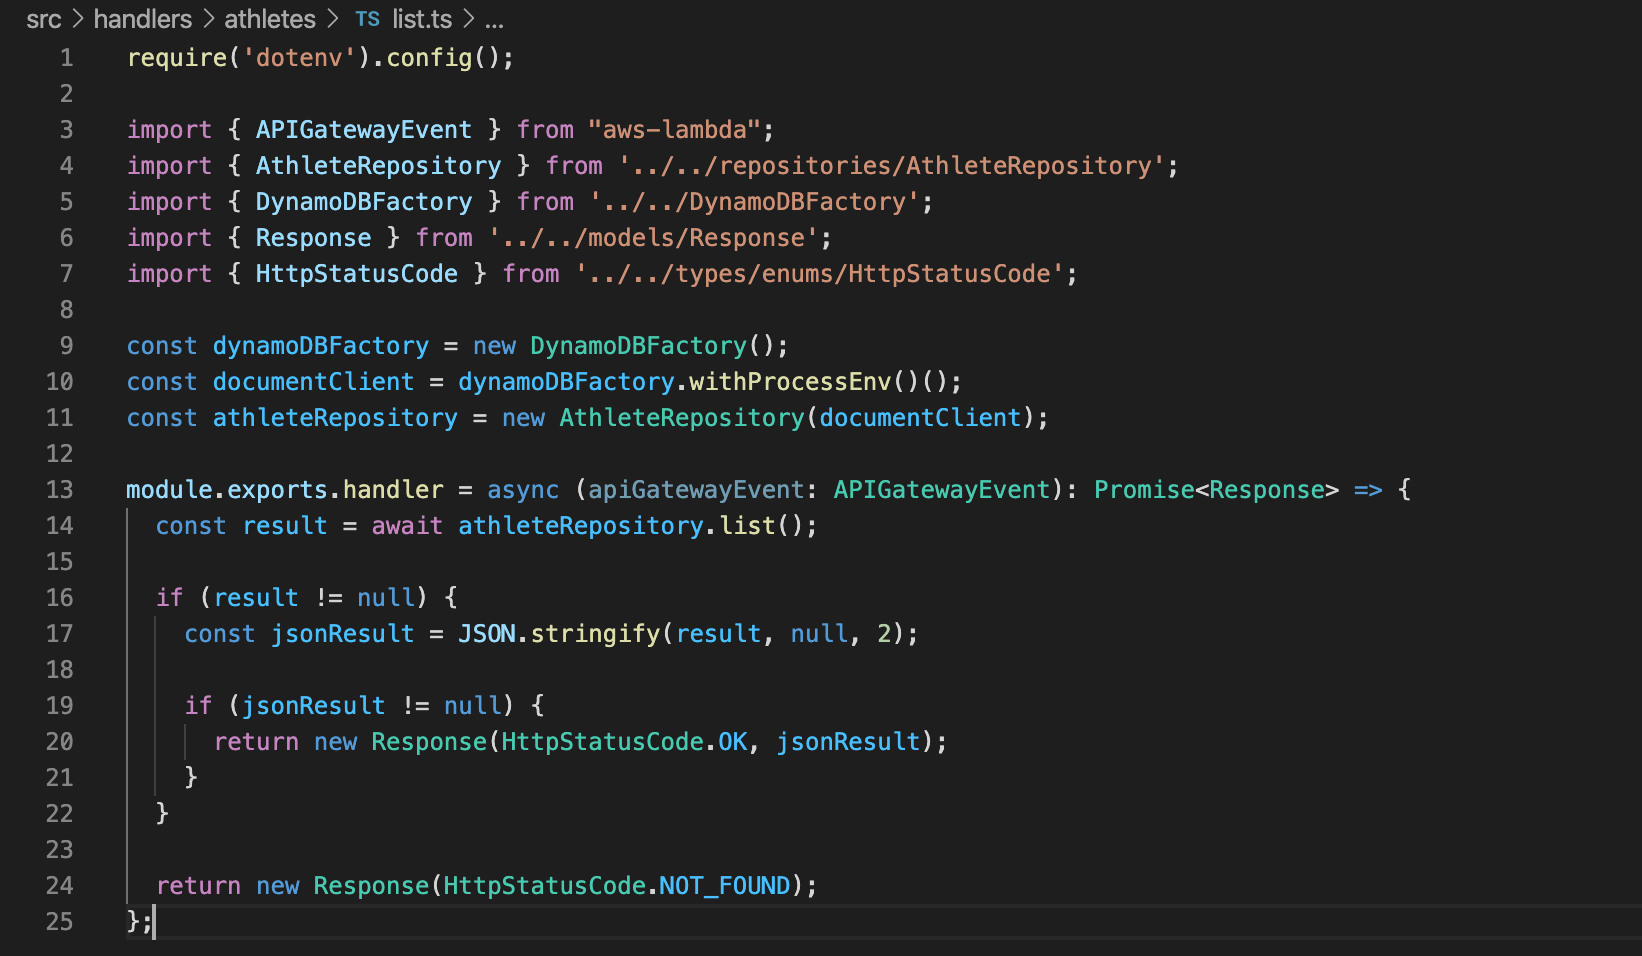 src > handlers > athletes > TS list.ts > ...
1 require('dotenv').config();
2
3 import { APIGatewayEvent } from "aws-lambda";
4 import { AthleteRepository } from '../../repositories/AthleteRepository';
5 import { DynamoDBFactory } from '../../DynamoDBFactory';
6 import { Response } from '../../models/Response';
7 import { HttpStatusCode } from '../../types/enums/HttpStatusCode';
8
9 const dynamoDBFactory = new DynamoDBFactory();
10 const documentClient = dynamoDBFactory.withProcessEnv()();
11 const athleteRepository = new AthleteRepository(documentClient);
12
13 module.exports.handler = async (apiGatewayEvent: APIGatewayEvent): Promise<Response> => {
14   const result = await athleteRepository.list();
15
16   if (result != null) {
17     const jsonResult = JSON.stringify(result, null, 2);
18
19     if (jsonResult != null) {
20       return new Response(HttpStatusCode.OK, jsonResult);
21     }
22   }
23
24   return new Response(HttpStatusCode.NOT_FOUND);
25 };